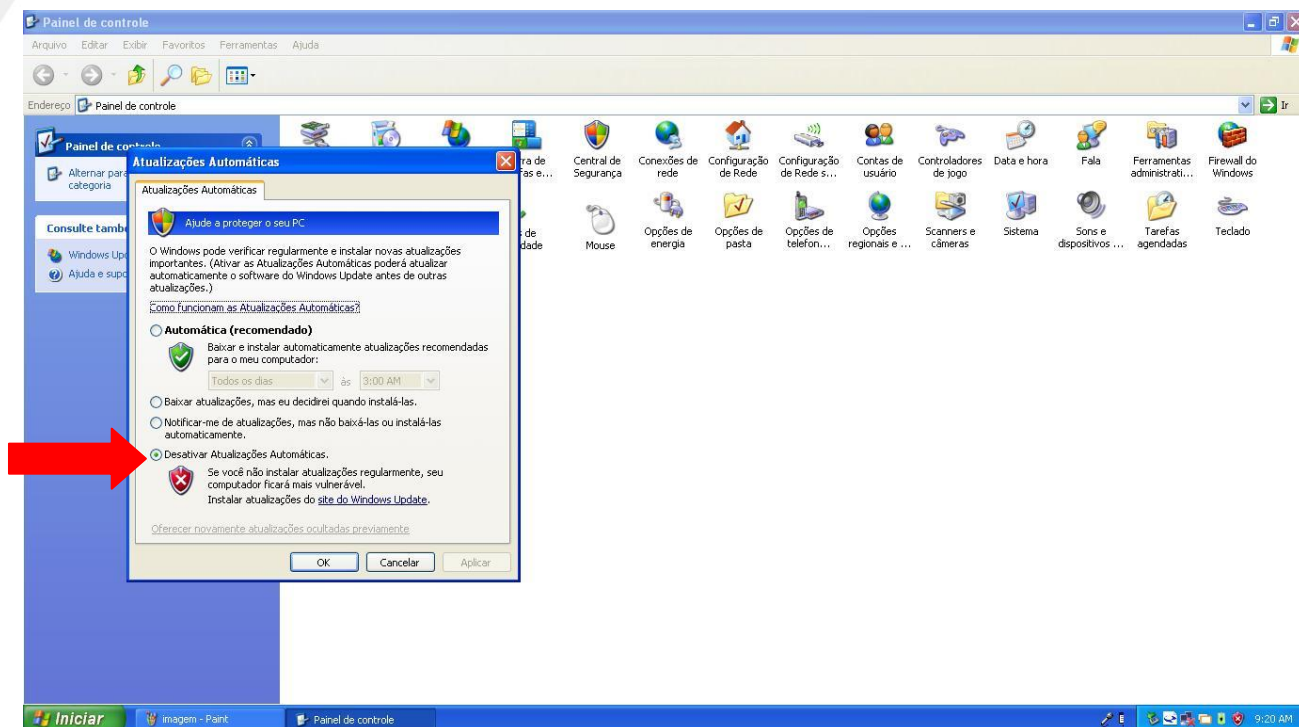 Painel de controle
Arquivo Editar Exibir Favoritos Ferramentas Ajuda
Endereço Painel de controle Ir
Painel de controle
Alternar para
categoria
Consulte també
Windows Upd
Ajuda e supo
Central de
Segurança
Conexões de
rede
Configuração
de Rede
Configuração
de Rede s...
Contas de
usuário
Controladores
de jogo
Data e hora
Fala
Ferramentas
administrati...
Firewall do
Windows
Mouse
Opções de
energia
Opções de
pasta
Opções de
telefon...
Opções
regionais e ...
Scanners e
câmeras
Sistema
Sons e
dispositivos ...
Tarefas
agendadas
Teclado
Atualizações Automáticas
Atualizações Automáticas
Ajude a proteger o seu PC
O Windows pode verificar regularmente e instalar novas atualizações
importantes. (Ativar as Atualizações Automáticas poderá atualizar
automaticamente o software do Windows Update antes de outras
atualizações.)
Como funcionam as Atualizações Automáticas?
Automática (recomendado)
Baixar e instalar automaticamente atualizações recomendadas
para o meu computador:
Todos os dias às 3:00 AM
Baixar atualizações, mas eu decidirei quando instalá-las.
Notificar-me de atualizações, mas não baixá-las ou instalá-las
automaticamente.
Desativar Atualizações Automáticas.
Se você não instalar atualizações regularmente, seu
computador ficará mais vulnerável.
Instalar atualizações do site do Windows Update.
Oferecer novamente atualizações ocultadas previamente
OK Cancelar Aplicar
Iniciar imagem - Paint Painel de controle 9:20 AM